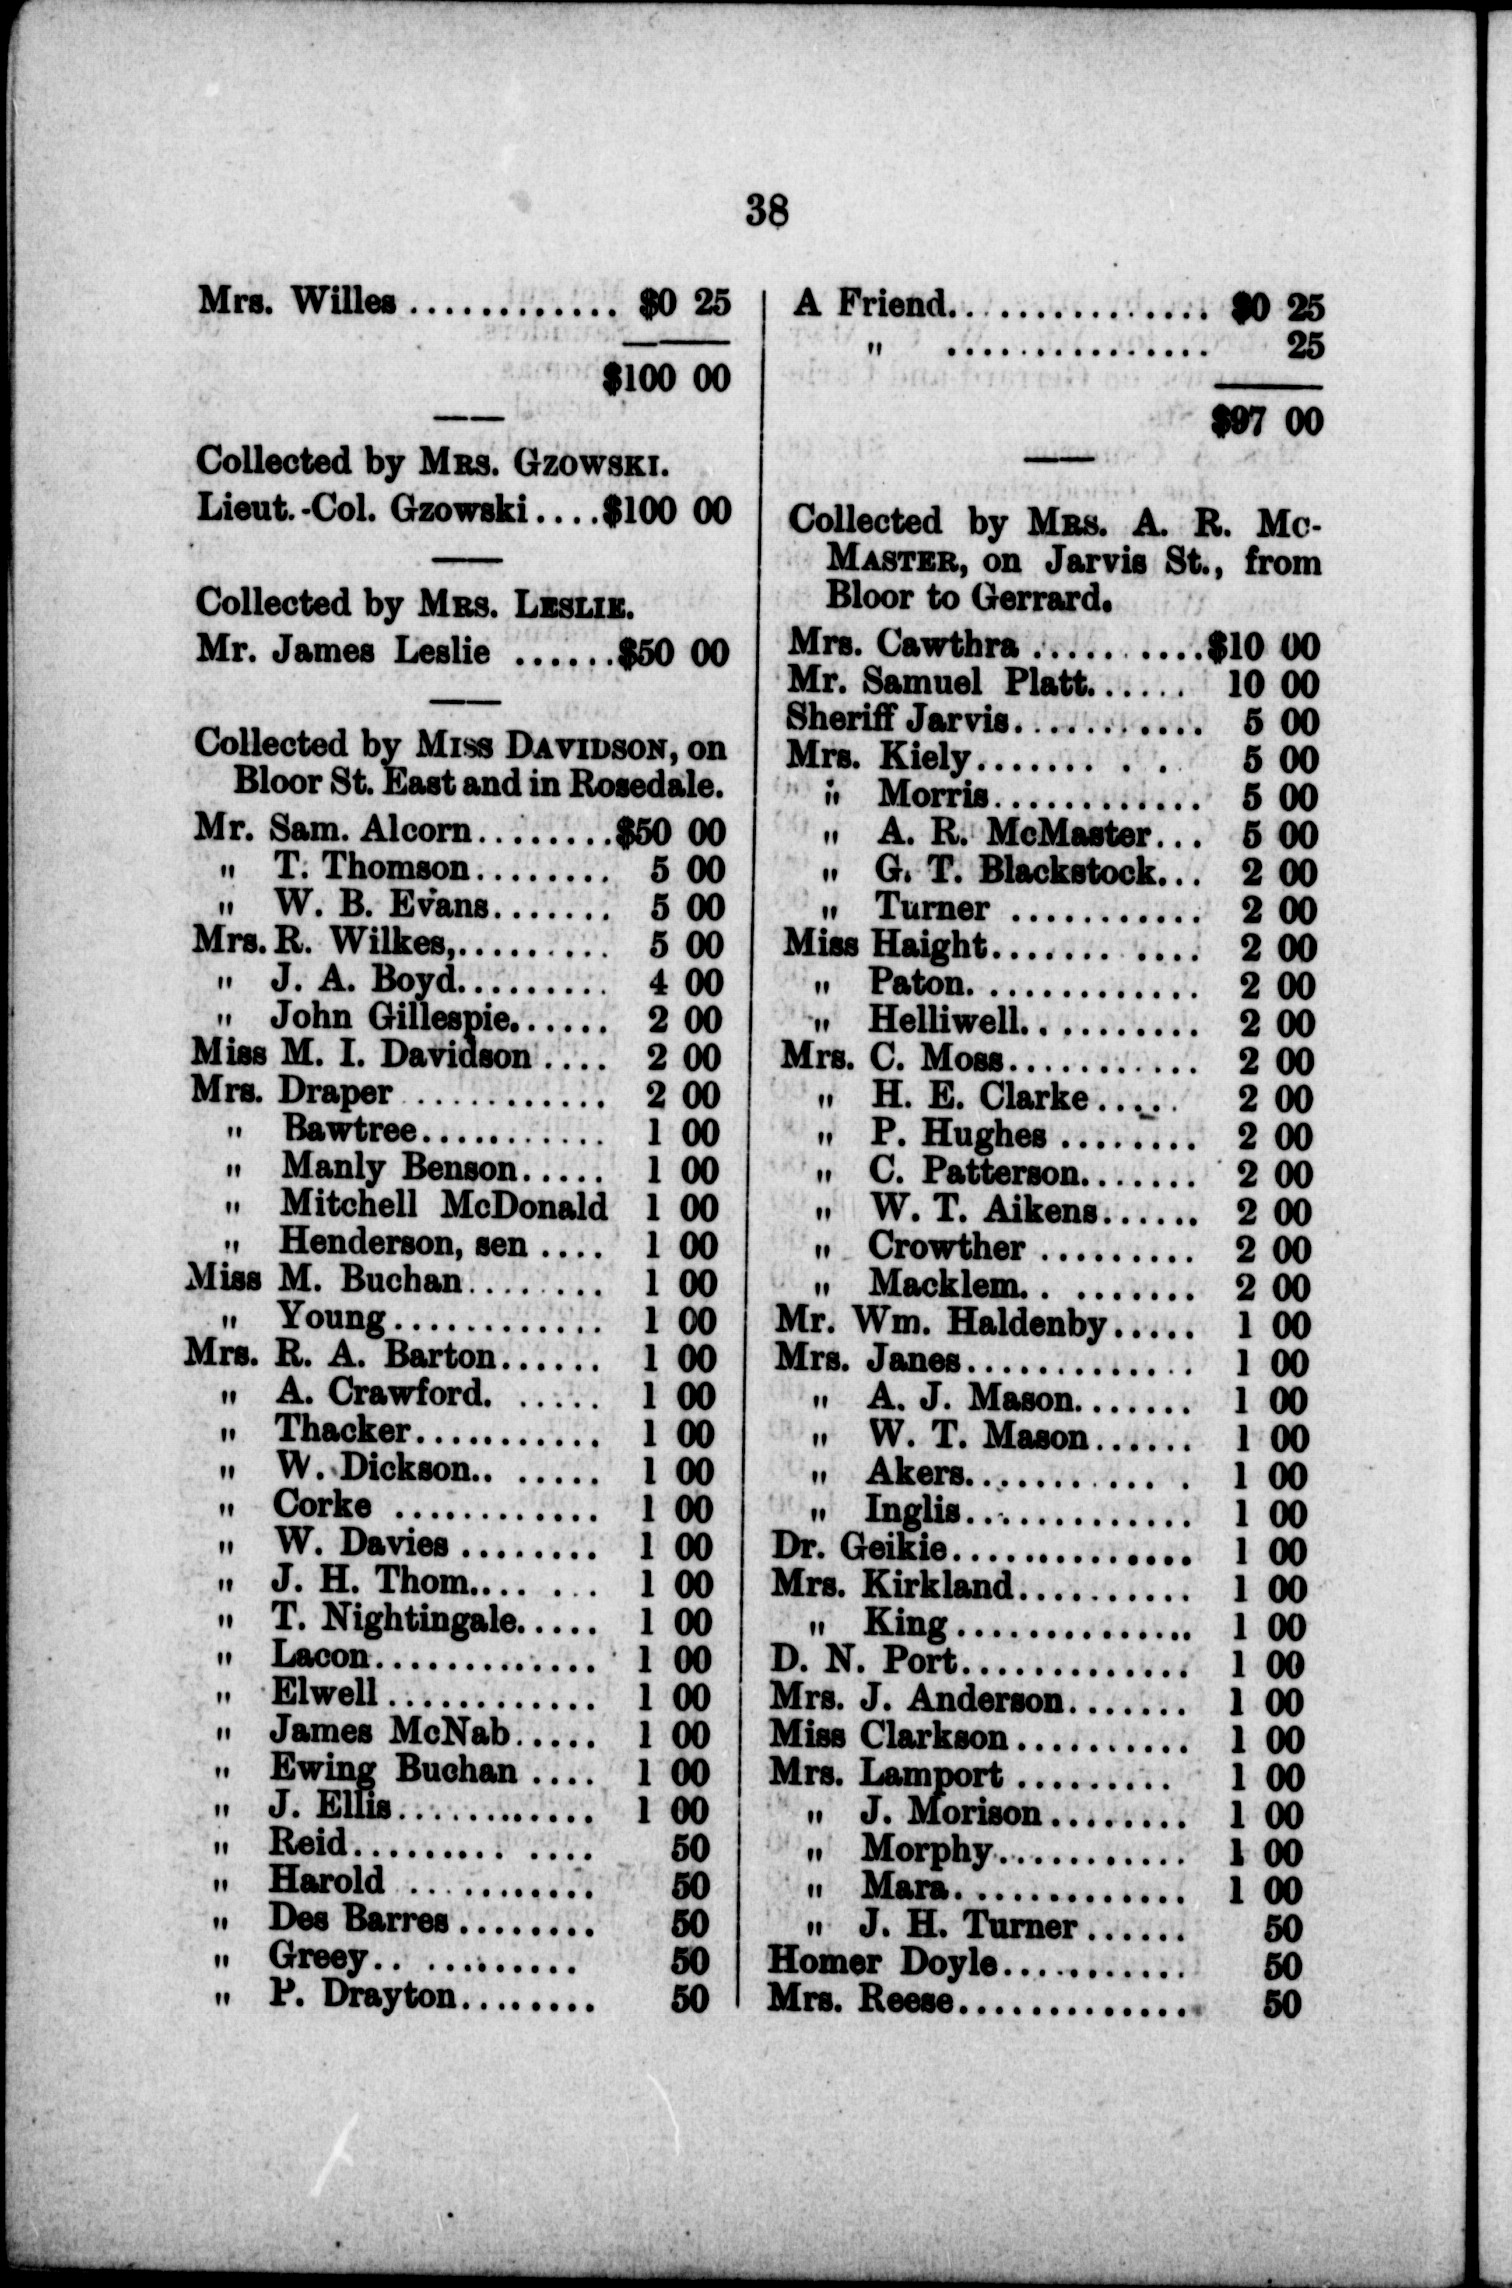 38
Mrs. Willes ............ $0 25
$100 00
Collected by MRS. GZOWSKI.
Lieut.-Col. Gzowski....$100 00
Collected by MRS. LESLIE.
Mr. James Leslie ......$50 00
Collected by MISS DAVIDSON, on
Bloor St. East and in Rosedale.
Mr. Sam. Alcorn........$50 00
" T. Thomson........ 5 00
" W. B. Evans....... 5 00
Mrs. R. Wilkes,......... 5 00
" J. A. Boyd......... 4 00
" John Gillespie...... 2 00
Miss M. I. Davidson .... 2 00
Mrs. Draper ............ 2 00
" Bawtree........... 1 00
" Manly Benson..... 1 00
" Mitchell McDonald 1 00
" Henderson, sen .... 1 00
Miss M. Buchan........ 1 00
" Young............ 1 00
Mrs. R. A. Barton...... 1 00
" A. Crawford. ..... 1 00
" Thacker........... 1 00
" W. Dickson.. ...... 1 00
" Corke ............ 1 00
" W. Davies ........ 1 00
" J. H. Thom.... ... 1 00
" T. Nightingale..... 1 00
" Lacon............. 1 00
" Elwell ............ 1 00
" James McNab..... 1 00
" Ewing Buchan .... 1 00
" J. Ellis............ 1 00
" Reid.......... .... 50
" Harold ........... 50
" Des Barres ........ 50
" Greey.. ......... 50
" P. Drayton........ 50
A Friend............... $0 25
" ............... 25
$97 00
Collected by MRS. A. R. MC-
MASTER, on Jarvis St., from
Bloor to Gerrard.
Mrs. Cawthra ..........$10 00
Mr. Samuel Platt...... 10 00
Sheriff Jarvis........... 5 00
Mrs. Kiely....... . . 5 00
" Morris............ 5 00
" A. R. McMaster... 5 00
" G. T. Blackstock... 2 00
" Turner ........... 2 00
Miss Haight....... .... 2 00
" Paton. ............ 2 00
" Helliwell.......... 2 00
Mrs. C. Moss........... 2 00
" H. E. Clarke ..... 2 00
" P. Hughes ........ 2 00
" C. Patterson....... 2 00
" W. T. Aikens...... 2 00
" Crowther ......... 2 00
" Macklem.. ....... 2 00
Mr. Wm. Haldenby..... 1 00
Mrs. Janes............. 1 00
" A. J. Mason....... 1 00
" W. T. Mason...... 1 00
" Akers.......... . . 1 00
" Inglis............. 1 00
Dr. Geikie.............. 1 00
Mrs. Kirkland.......... 1 00
" King.............. 1 00
D. N. Port............. 1 00
Mrs. J. Anderson....... 1 00
Miss Clarkson.......... 1 00
Mrs. Lamport ......... 1 00
" J. Morison........ 1 00
" Morphy........... 1 00
" Mara............. 1 00
" J. H. Turner...... 50
Homer Doyle........... 50
Mrs. Reese............. 50